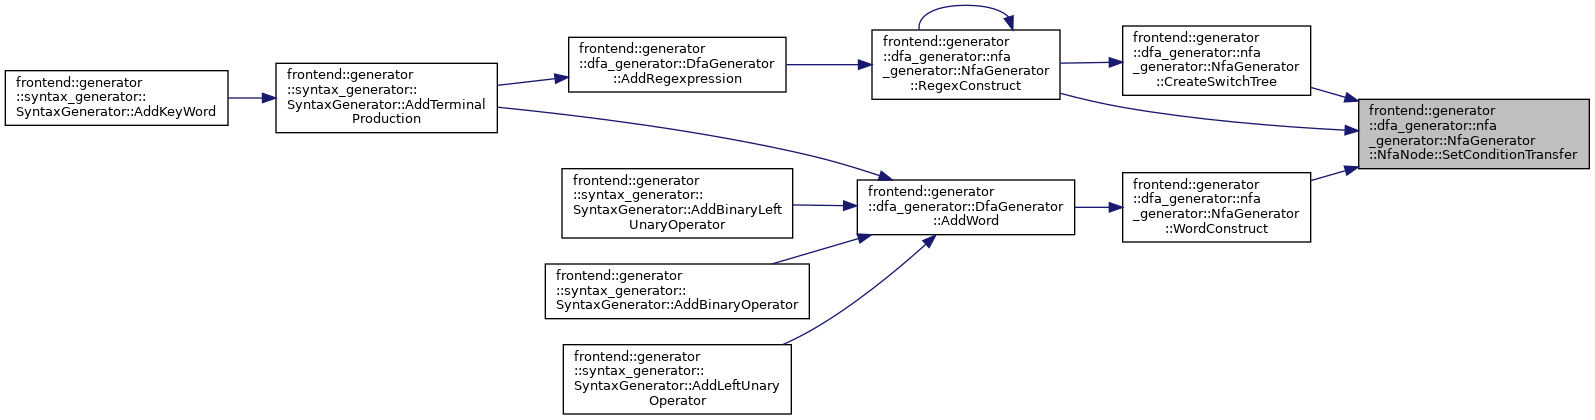 frontend::generator
::syntax_generator::
SyntaxGenerator::AddKeyWord
frontend::generator
::syntax_generator::
SyntaxGenerator::AddTerminal
Production
frontend::generator
::dfa_generator::DfaGenerator
::AddRegexpression
frontend::generator
::syntax_generator::
SyntaxGenerator::AddBinaryLeft
UnaryOperator
frontend::generator
::syntax_generator::
SyntaxGenerator::AddBinaryOperator
frontend::generator
::syntax_generator::
SyntaxGenerator::AddLeftUnary
Operator
frontend::generator
::dfa_generator::nfa
_generator::NfaGenerator
::RegexConstruct
frontend::generator
::dfa_generator::DfaGenerator
::AddWord
frontend::generator
::dfa_generator::nfa
_generator::NfaGenerator
::CreateSwitchTree
frontend::generator
::dfa_generator::nfa
_generator::NfaGenerator
::WordConstruct
frontend::generator
::dfa_generator::nfa
_generator::NfaGenerator
::NfaNode::SetConditionTransfer